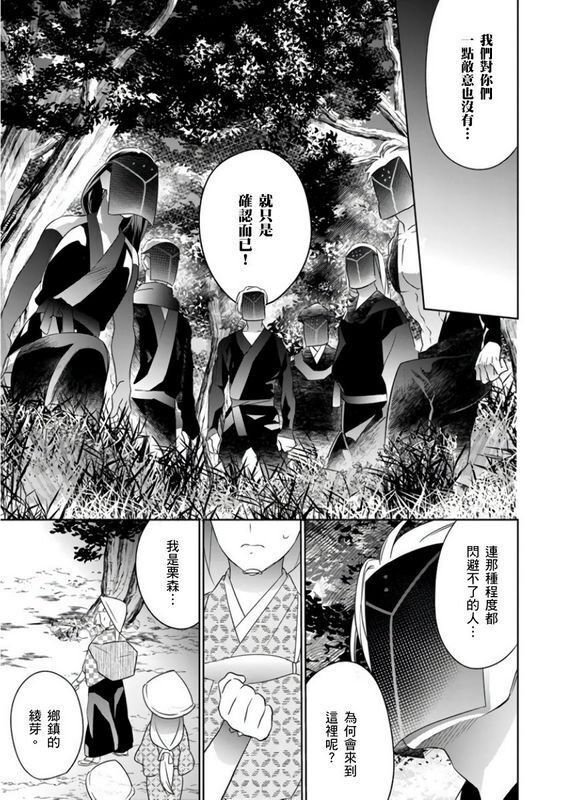 我們對你們
一點敵意也沒有…
就只是
確認而已！
連那種程度都
閃避不了的人…
為何會來到
這裡呢？
我是栗森…
鄉鎮的
綾芽。